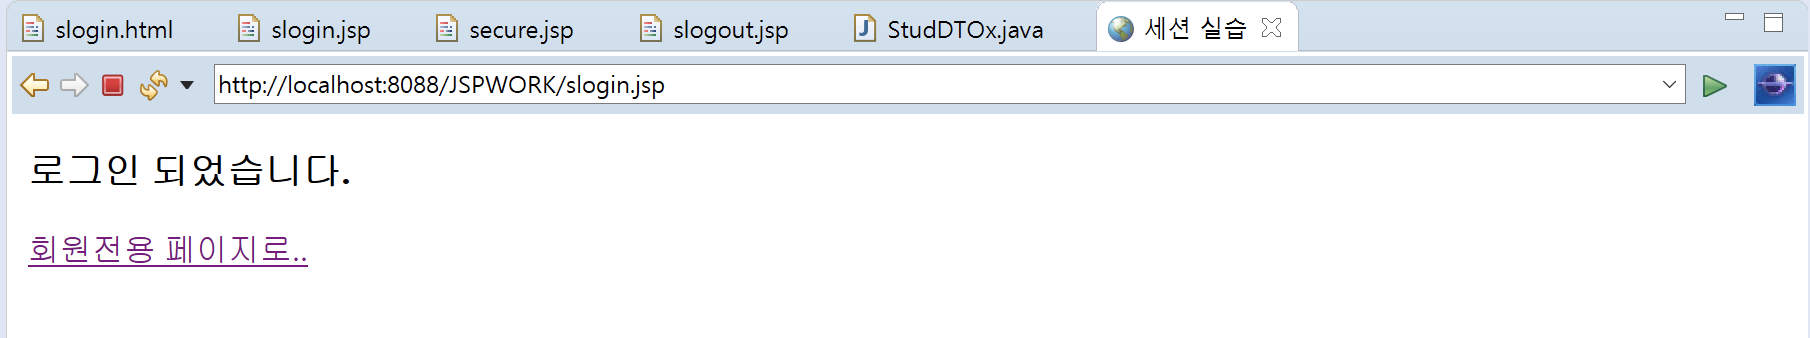 slogin.html slogin.jsp secure.jsp slogout.jsp StudDTOx.java 세션 실습
http://localhost:8088/JSPWORK/slogin.jsp
로그인 되었습니다.
회원전용 페이지로..